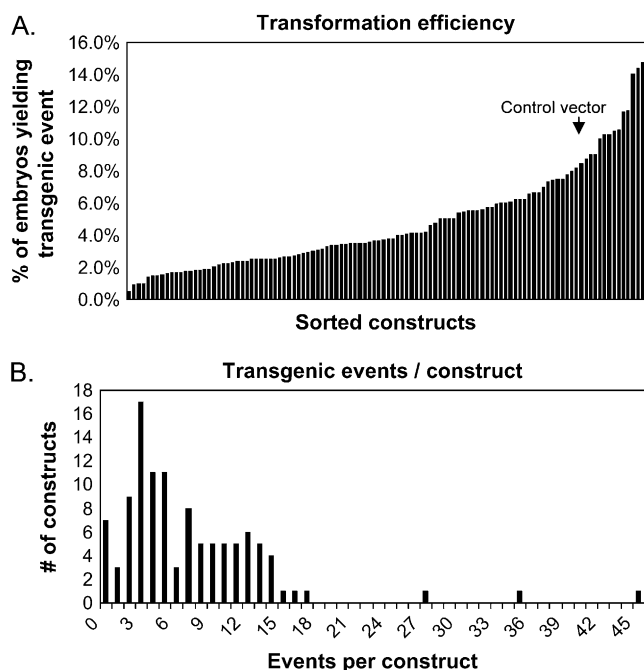 A.
Transformation efficiency
% of embryos yielding
transgenic event
16.0%
14.0%
12.0%
10.0%
8.0%
6.0%
4.0%
2.0%
0.0%
Control vector
Sorted constructs
B.
Transgenic events / construct
# of constructs
18
16
14
12
10
8
6
4
2
0
0 3 6 9 12 15 18 21 24 27 30 33 36 39 42 45
Events per construct